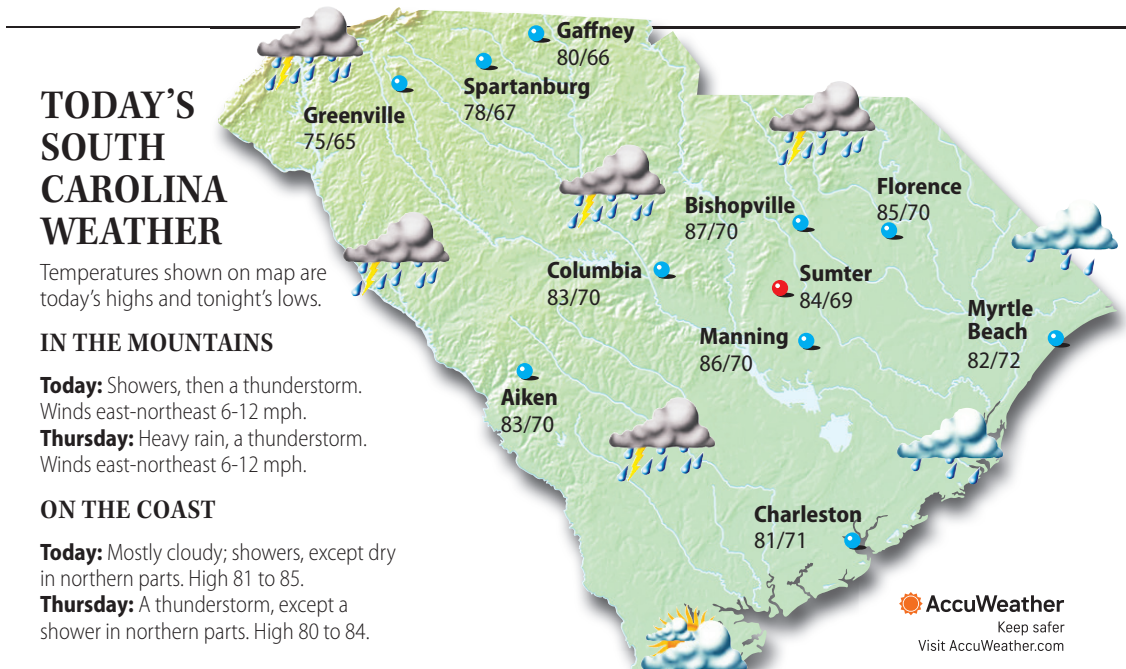 TODAY’S
SOUTH
CAROLINA
WEATHER
Temperatures shown on map are
today’s highs and tonight’s lows.
IN THE MOUNTAINS
Today: Showers, then a thunderstorm.
Winds east-northeast 6-12 mph.
Thursday: Heavy rain, a thunderstorm.
Winds east-northeast 6-12 mph.
ON THE COAST
Today: Mostly cloudy; showers, except dry
in northern parts. High 81 to 85.
Thursday: A thunderstorm, except a
shower in northern parts. High 80 to 84.
Gaffney
80/66
Spartanburg
78/67
Greenville
75/65
Bishopville
87/70
Florence
85/70
Columbia
83/70
Sumter
84/69
Myrtle
Beach
82/72
Manning
86/70
Aiken
83/70
Charleston
81/71
AccuWeather
Keep safer
Visit AccuWeather.com